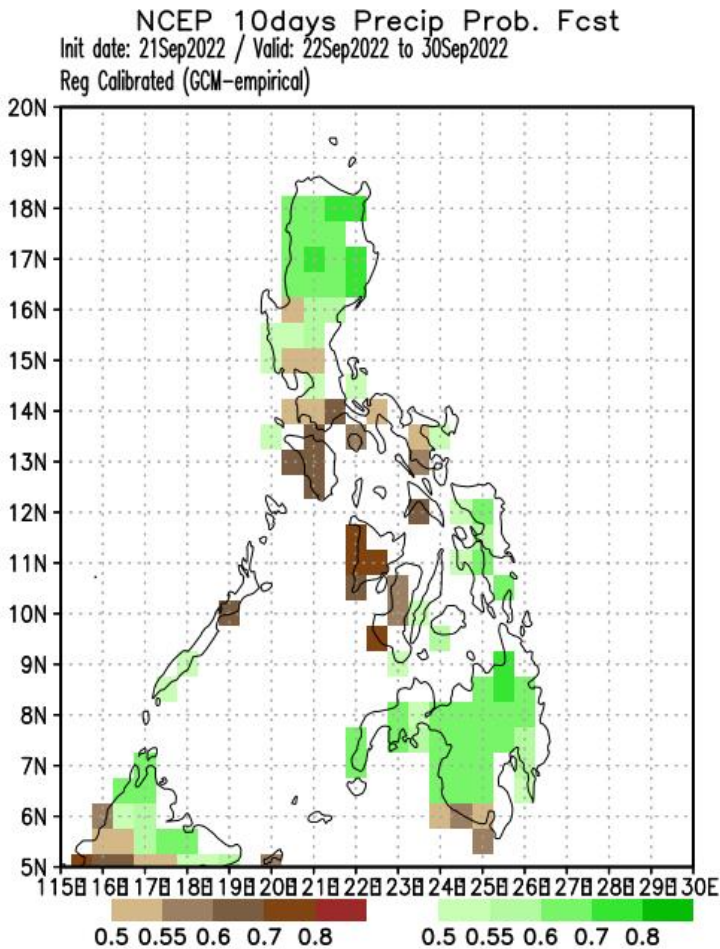 NCEP 10days Precip Prob. Fcst
Init date: 21Sep2022 / Valid: 22Sep2022 to 30Sep2022
Reg Calibrated (GCM-empirical)
20N
19N
18N
17N
16N
15N
14N
13N
12N
11N
10N
9N
8N
7N
6N
5N
0.5 0.55 0.6 0.7 0.8 0.5 0.55 0.6 0.7 0.8